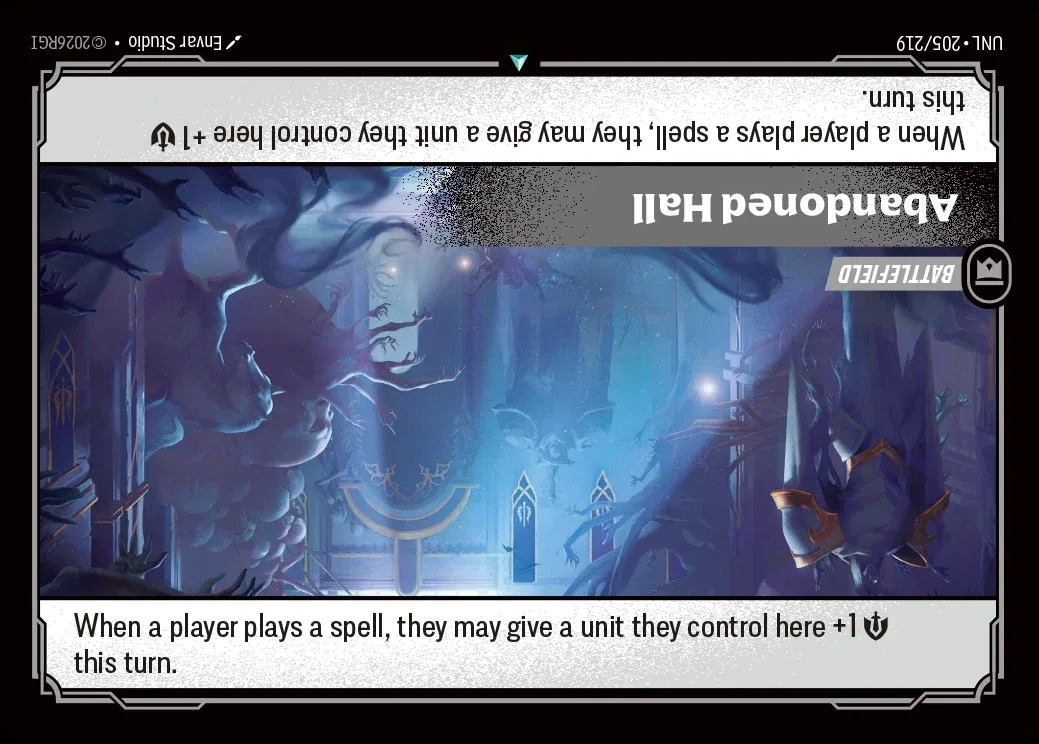 UNL • 205/219
Envar Studio • ©2026RGI
When a player plays a spell, they may give a unit they control here +1
this turn.
Abandoned Hall
BATTLEFIELD
When a player plays a spell, they may give a unit they control here +1
this turn.